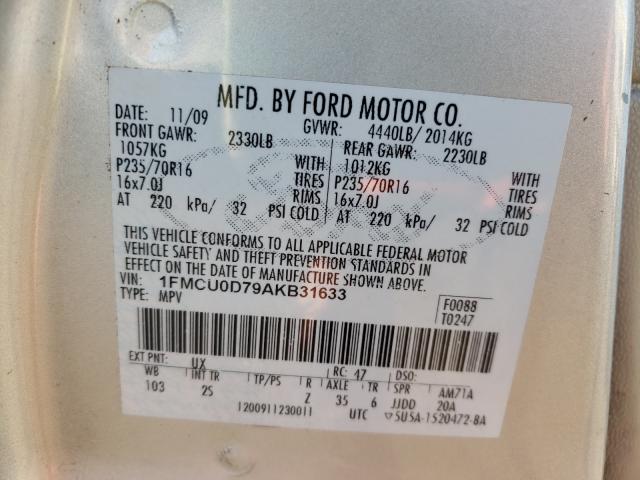 MFD. BY FORD MOTOR CO.
DATE: 11/09 GVWR: 4440LB/ 2014KG
FRONT GAWR: 2330LB REAR GAWR: 2230LB
1057KG WITH 1012KG WITH
P235/70R16 TIRES P235/70R16 TIRES
16x7.0J RIMS 16x7.0J RIMS
AT 220 kPa/ 32 PSI COLD AT 220 kPa/ 32 PSI COLD
THIS VEHICLE CONFORMS TO ALL APPLICABLE FEDERAL MOTOR
VEHICLE SAFETY AND THEFT PREVENTION STANDARDS IN
EFFECT ON THE DATE OF MANUFACTURE SHOWN ABOVE.
VIN: 1FMCU0D79AKB31633
TYPE: MPV
F0088
T0247
EXT PNT: UX RC: 47 DSO:
WB INT TR TP/PS R AXLE TR SPR AM71A
103 2S Z 35 6 JJDD 20A
1200911230011 UTC ▽5U5A-1520472-BA